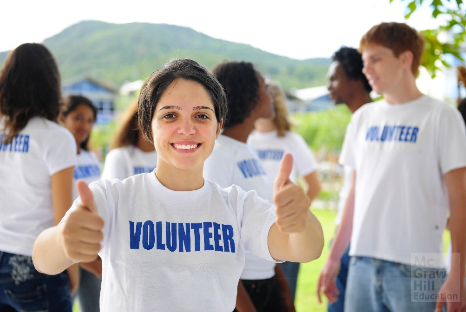 VOLUNTEER
VOLUNTEER
VOLUNTEER
VOLUNTEER
Mc
Graw
Hill
Education